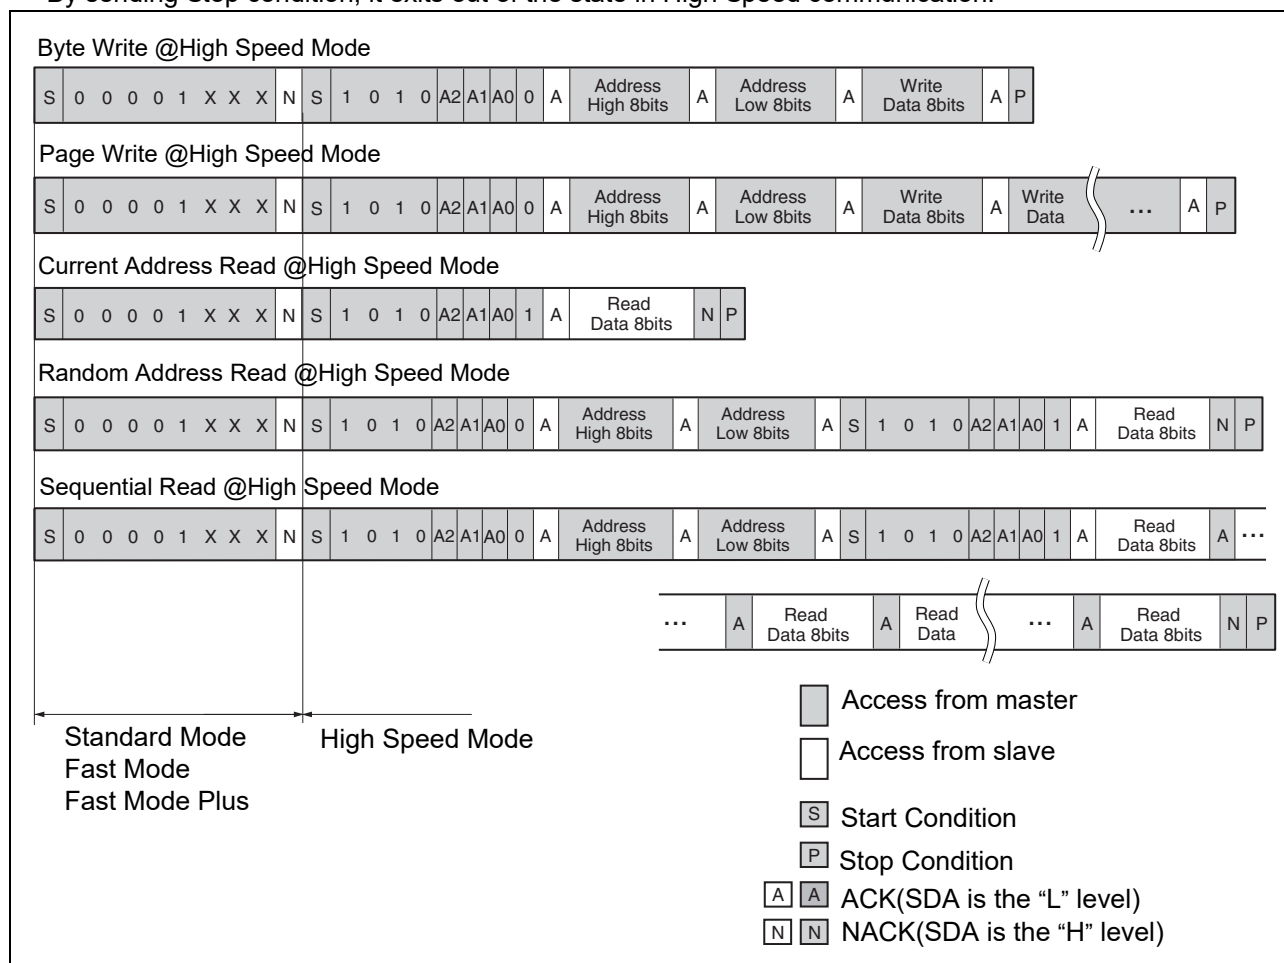 By sending Stop condition, it exits out of the state in High Speed communication.
Byte Write @High Speed Mode
S 0 0 0 0 1 X X X N S 1 0 1 0 A2 A1 A0 0 A Address High 8bits A Address Low 8bits A Write Data 8bits A P
Page Write @High Speed Mode
S 0 0 0 0 1 X X X N S 1 0 1 0 A2 A1 A0 0 A Address High 8bits A Address Low 8bits A Write Data 8bits A Write Data ... A P
Current Address Read @High Speed Mode
S 0 0 0 0 1 X X X N S 1 0 1 0 A2 A1 A0 1 A Read Data 8bits N P
Random Address Read @High Speed Mode
S 0 0 0 0 1 X X X N S 1 0 1 0 A2 A1 A0 0 A Address High 8bits A Address Low 8bits A S 1 0 1 0 A2 A1 A0 1 A Read Data 8bits N P
Sequential Read @High Speed Mode
S 0 0 0 0 1 X X X N S 1 0 1 0 A2 A1 A0 0 A Address High 8bits A Address Low 8bits A S 1 0 1 0 A2 A1 A0 1 A Read Data 8bits A ...
... A Read Data 8bits A Read Data ... A Read Data 8bits N P
Standard Mode
Fast Mode
Fast Mode Plus
High Speed Mode
Access from master
Access from slave
S Start Condition
P Stop Condition
A A ACK(SDA is the “L” level)
N N NACK(SDA is the “H” level)